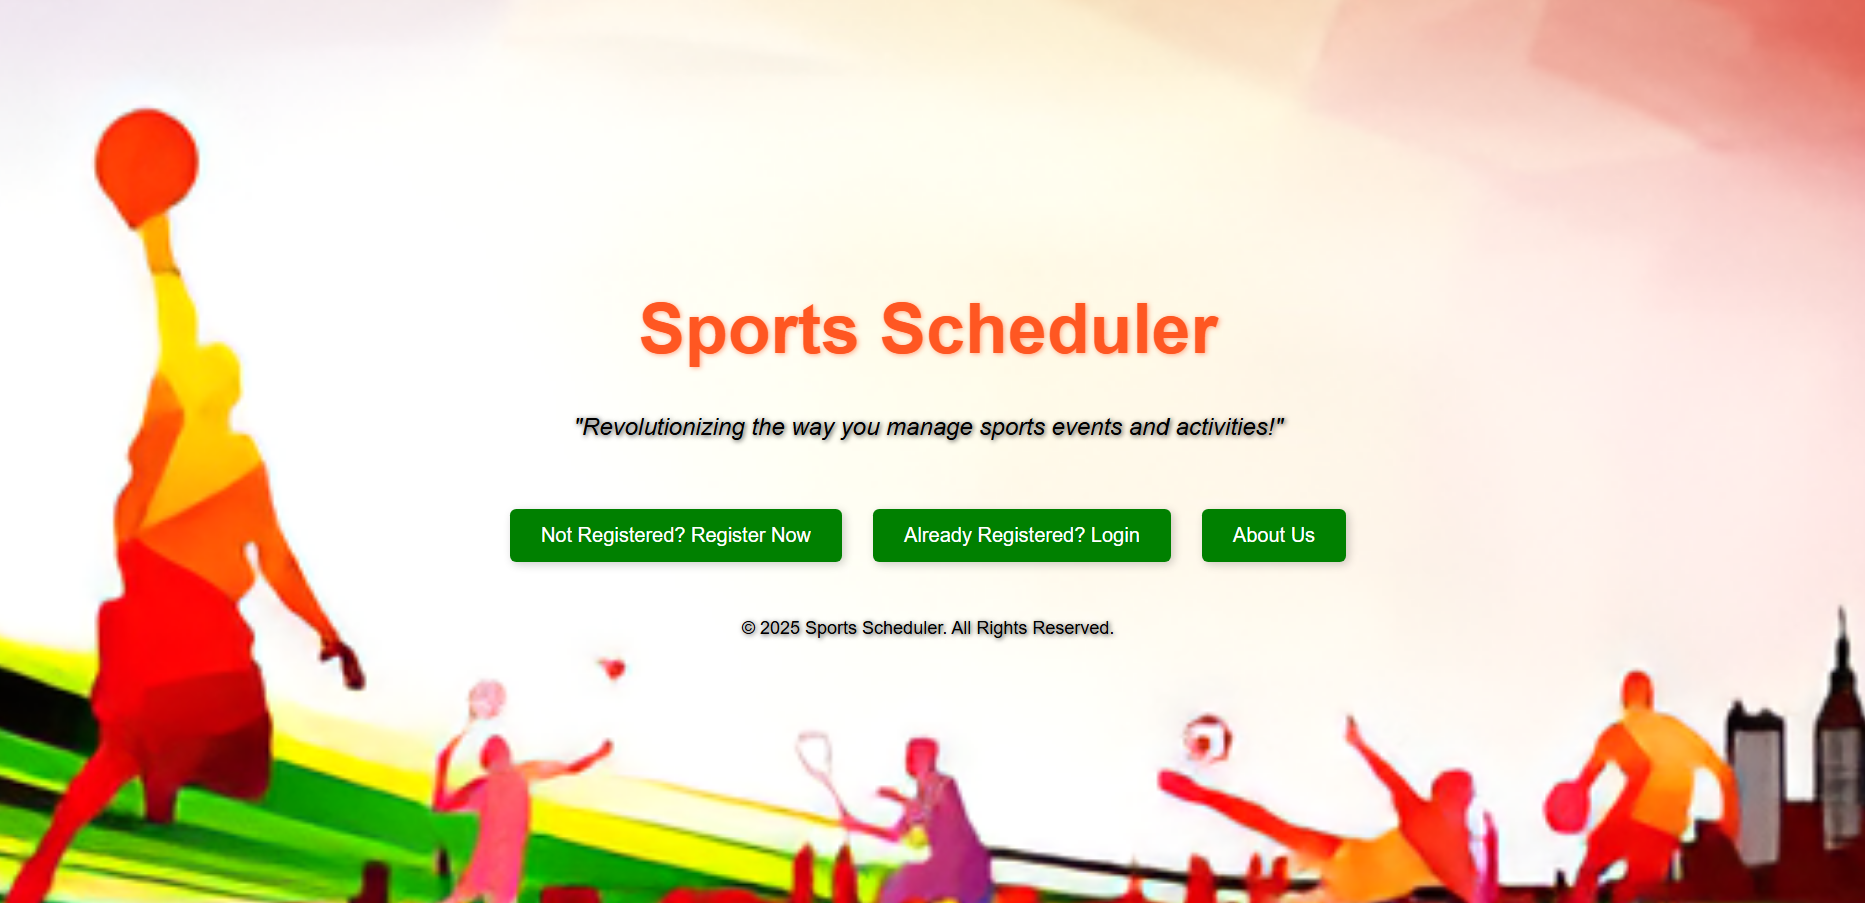 Sports Scheduler
"Revolutionizing the way you manage sports events and activities!"
Not Registered? Register Now
Already Registered? Login
About Us
© 2025 Sports Scheduler. All Rights Reserved.